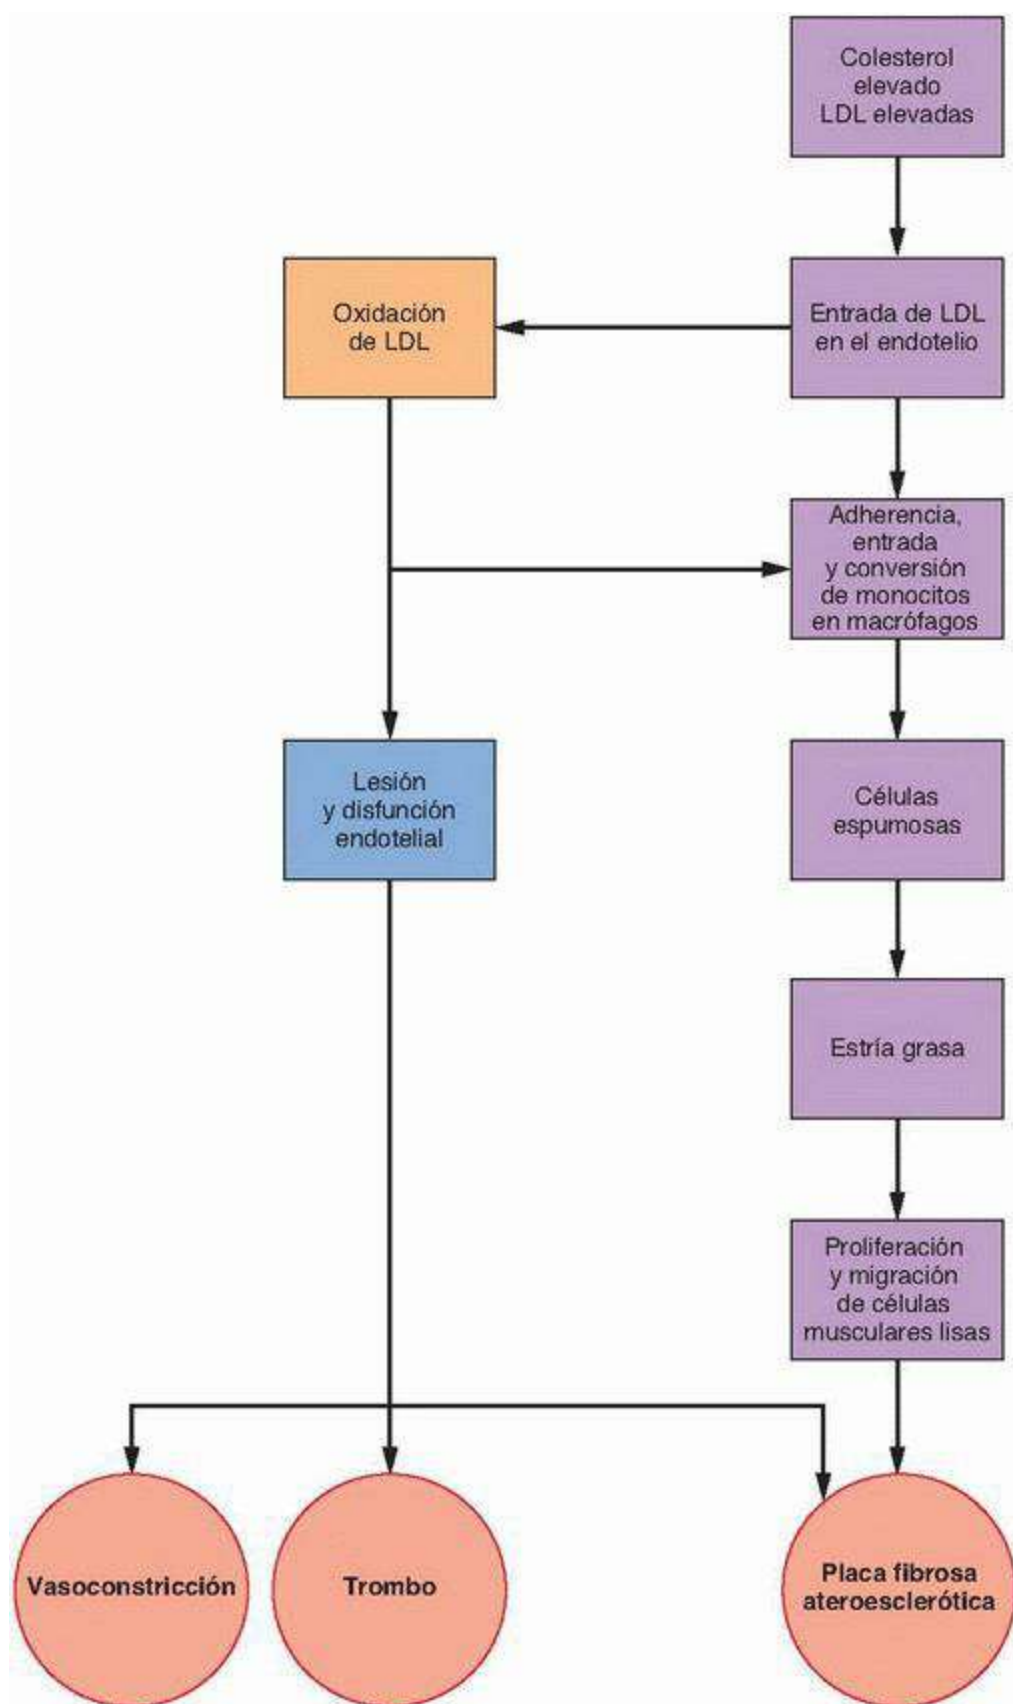 Colesterol
elevado
LDL elevadas
Oxidación
de LDL
Entrada de LDL
en el endotelio
Adherencia,
entrada
y conversión
de monocitos
en macrófagos
Lesión
y disfunción
endotelial
Células
espumosas
Estría grasa
Proliferación
y migración
de células
musculares lisas
Vasoconstricción
Trombo
Placa fibrosa
ateroesclerótica